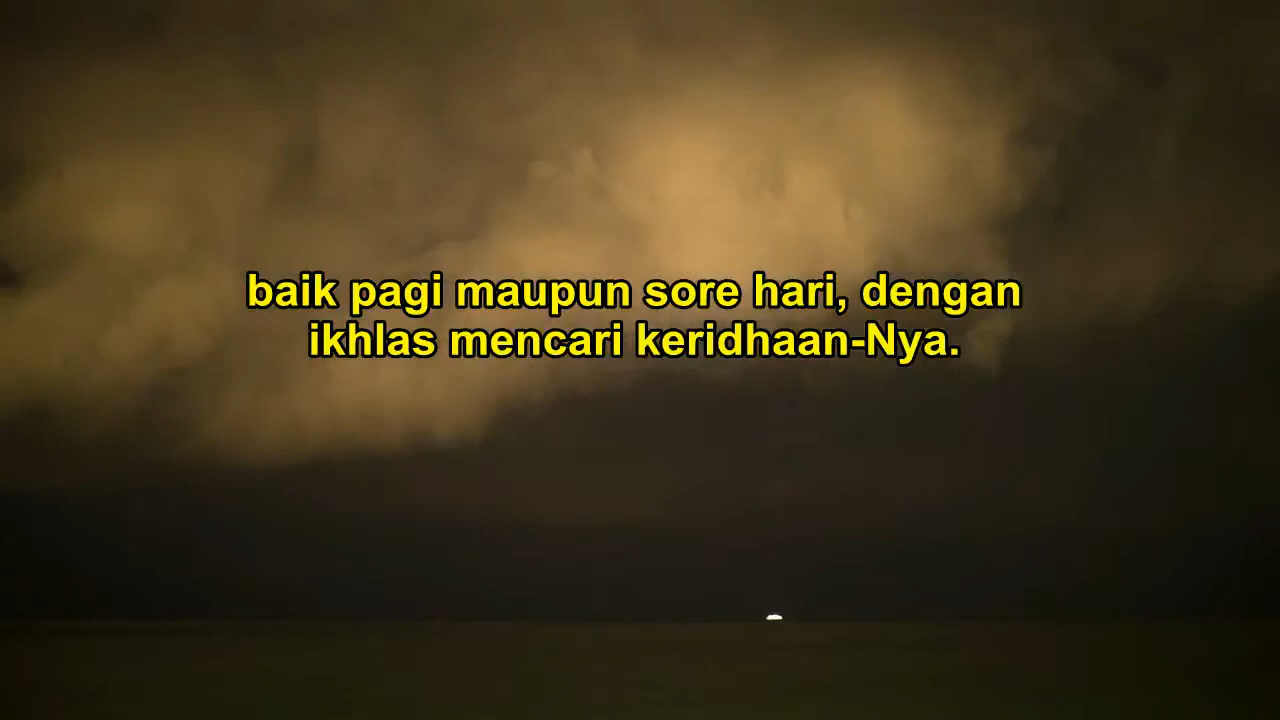 baik pagi maupun sore hari, dengan
ikhlas mencari keridhaan-Nya.